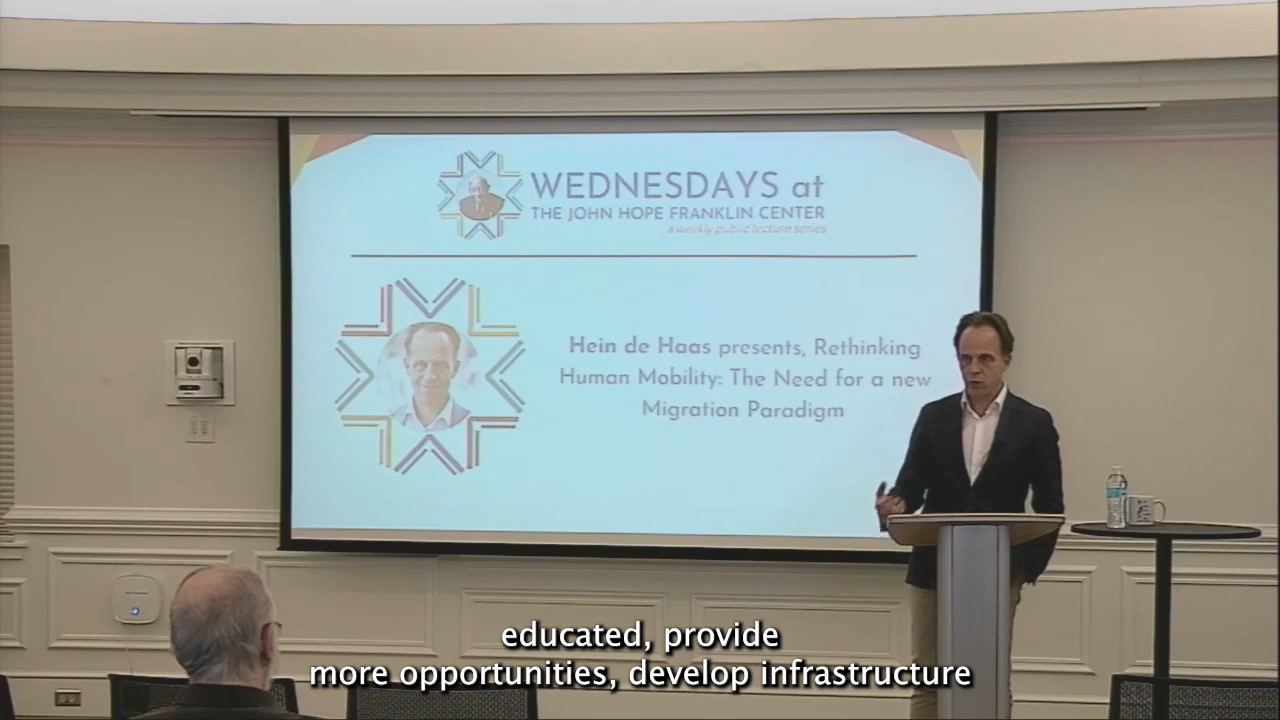 WEDNESDAYS at
THE JOHN HOPE FRANKLIN CENTER
a weekly public lecture series
Hein de Haas presents, Rethinking
Human Mobility: The Need for a new
Migration Paradigm
educated, provide
more opportunities, develop infrastructure